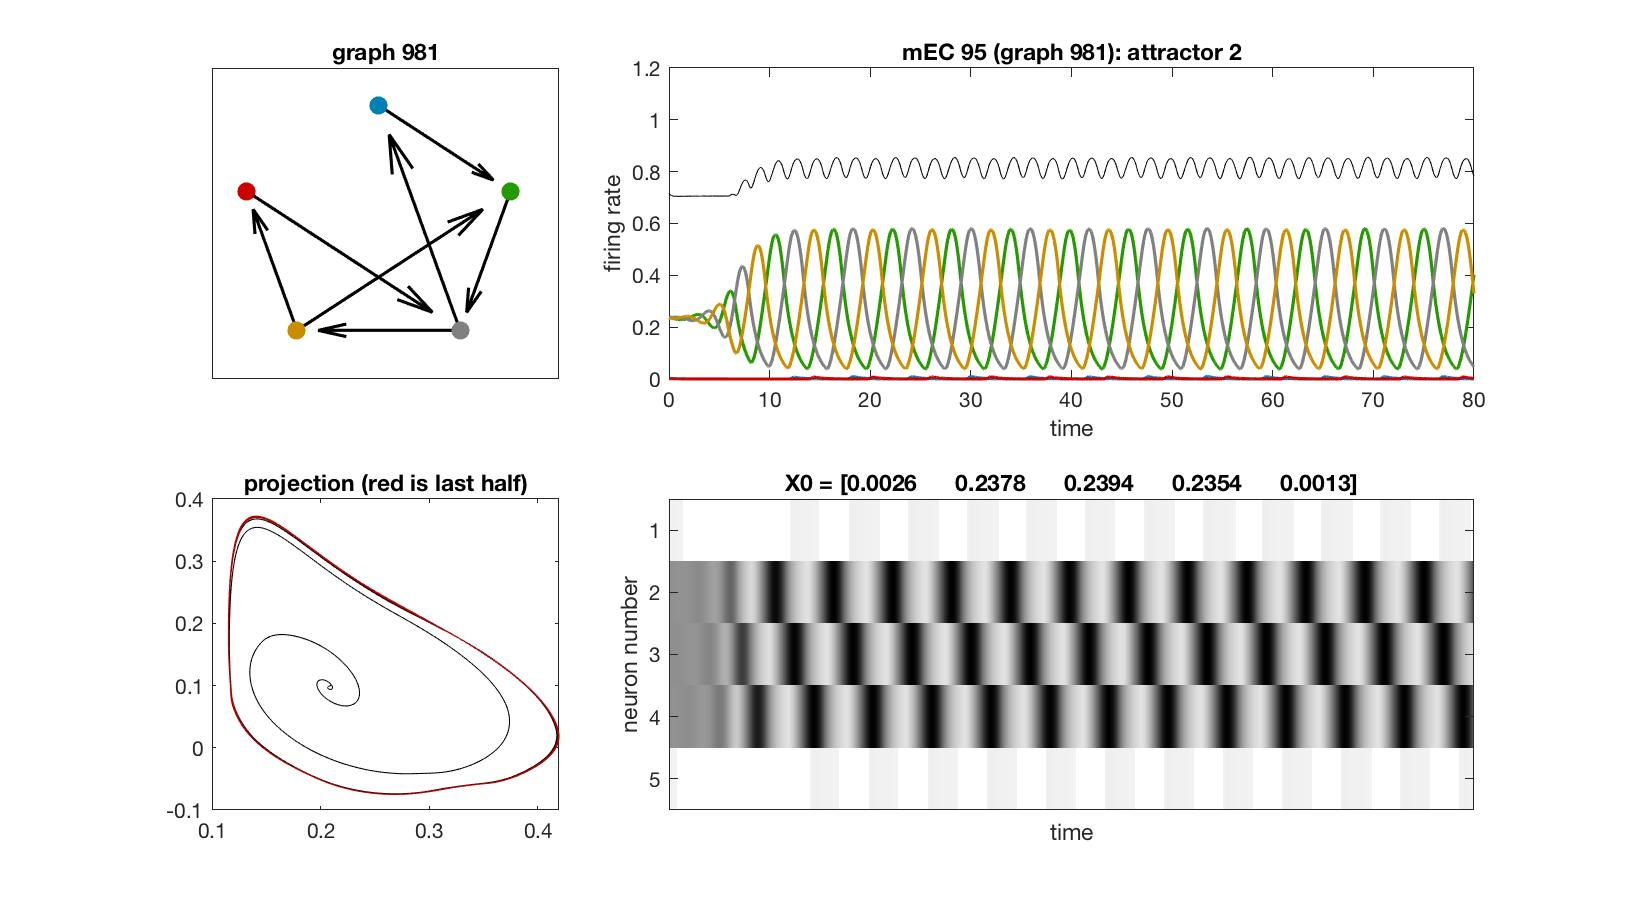 graph 981
mEC 95 (graph 981): attractor 2
firing rate
1.2
1
0.8
0.6
0.4
0.2
0
0 10 20 30 40 50 60 70 80
time
projection (red is last half)
0.4
0.3
0.2
0.1
0
-0.1
0.1 0.2 0.3 0.4
X0 = [0.0026 0.2378 0.2394 0.2354 0.0013]
neuron number
1
2
3
4
5
time